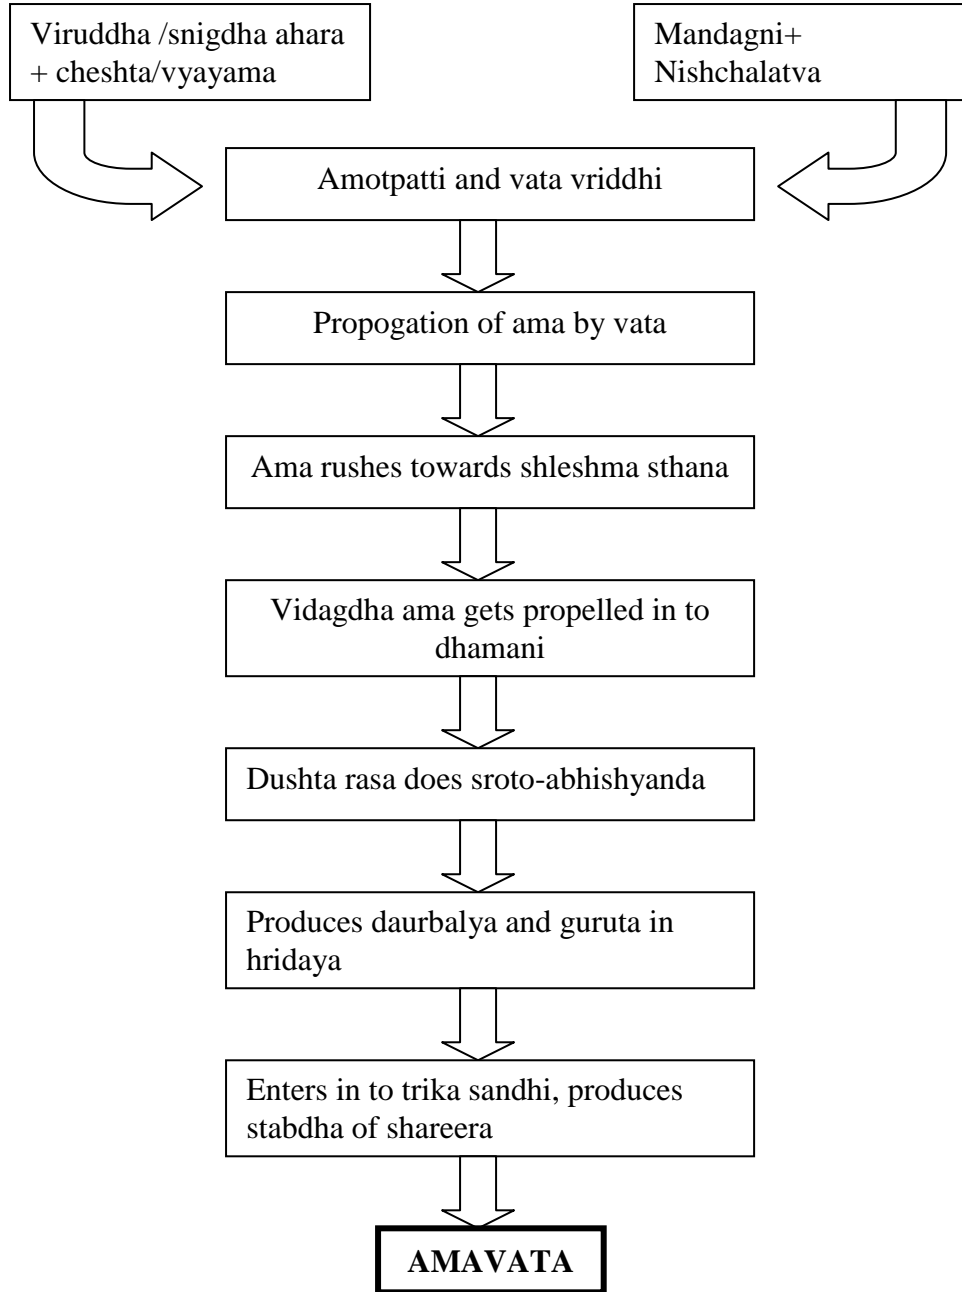 Viruddha /snigdha ahara
+ cheshta/vyayama
Mandagni+
Nishchalatva
Amotpatti and vata vriddhi
Propogation of ama by vata
Ama rushes towards shleshma sthana
Vidagdha ama gets propelled in to
dhamani
Dushta rasa does sroto-abhishyanda
Produces daurbalya and guruta in
hridaya
Enters in to trika sandhi, produces
stabdha of shareera
AMAVATA